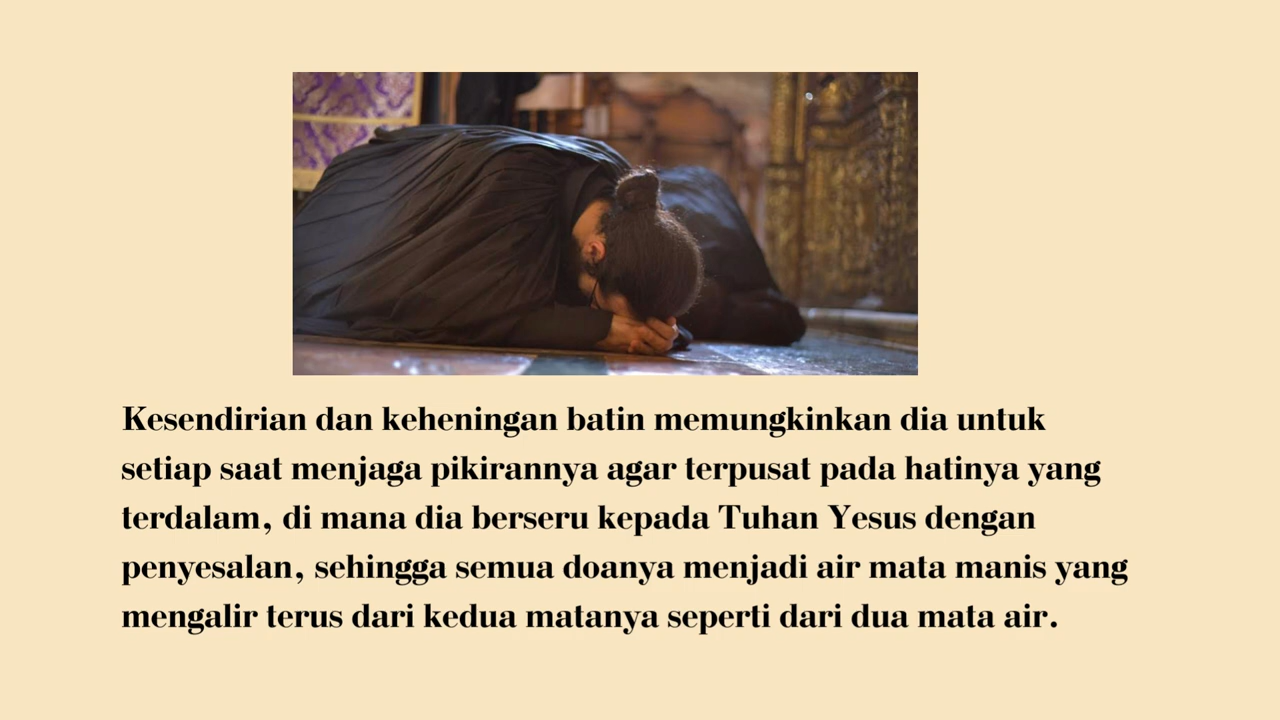 Kesendirian dan keheningan batin memungkinkan dia untuk
setiap saat menjaga pikirannya agar terpusat pada hatinya yang
terdalam, di mana dia berseru kepada Tuhan Yesus dengan
penyesalan, sehingga semua doanya menjadi air mata manis yang
mengalir terus dari kedua matanya seperti dari dua mata air.